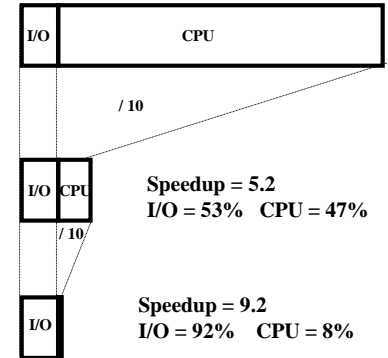 I/O CPU
/ 10
I/O CPU
Speedup = 5.2
I/O = 53% CPU = 47%
/ 10
I/O
Speedup = 9.2
I/O = 92% CPU = 8%